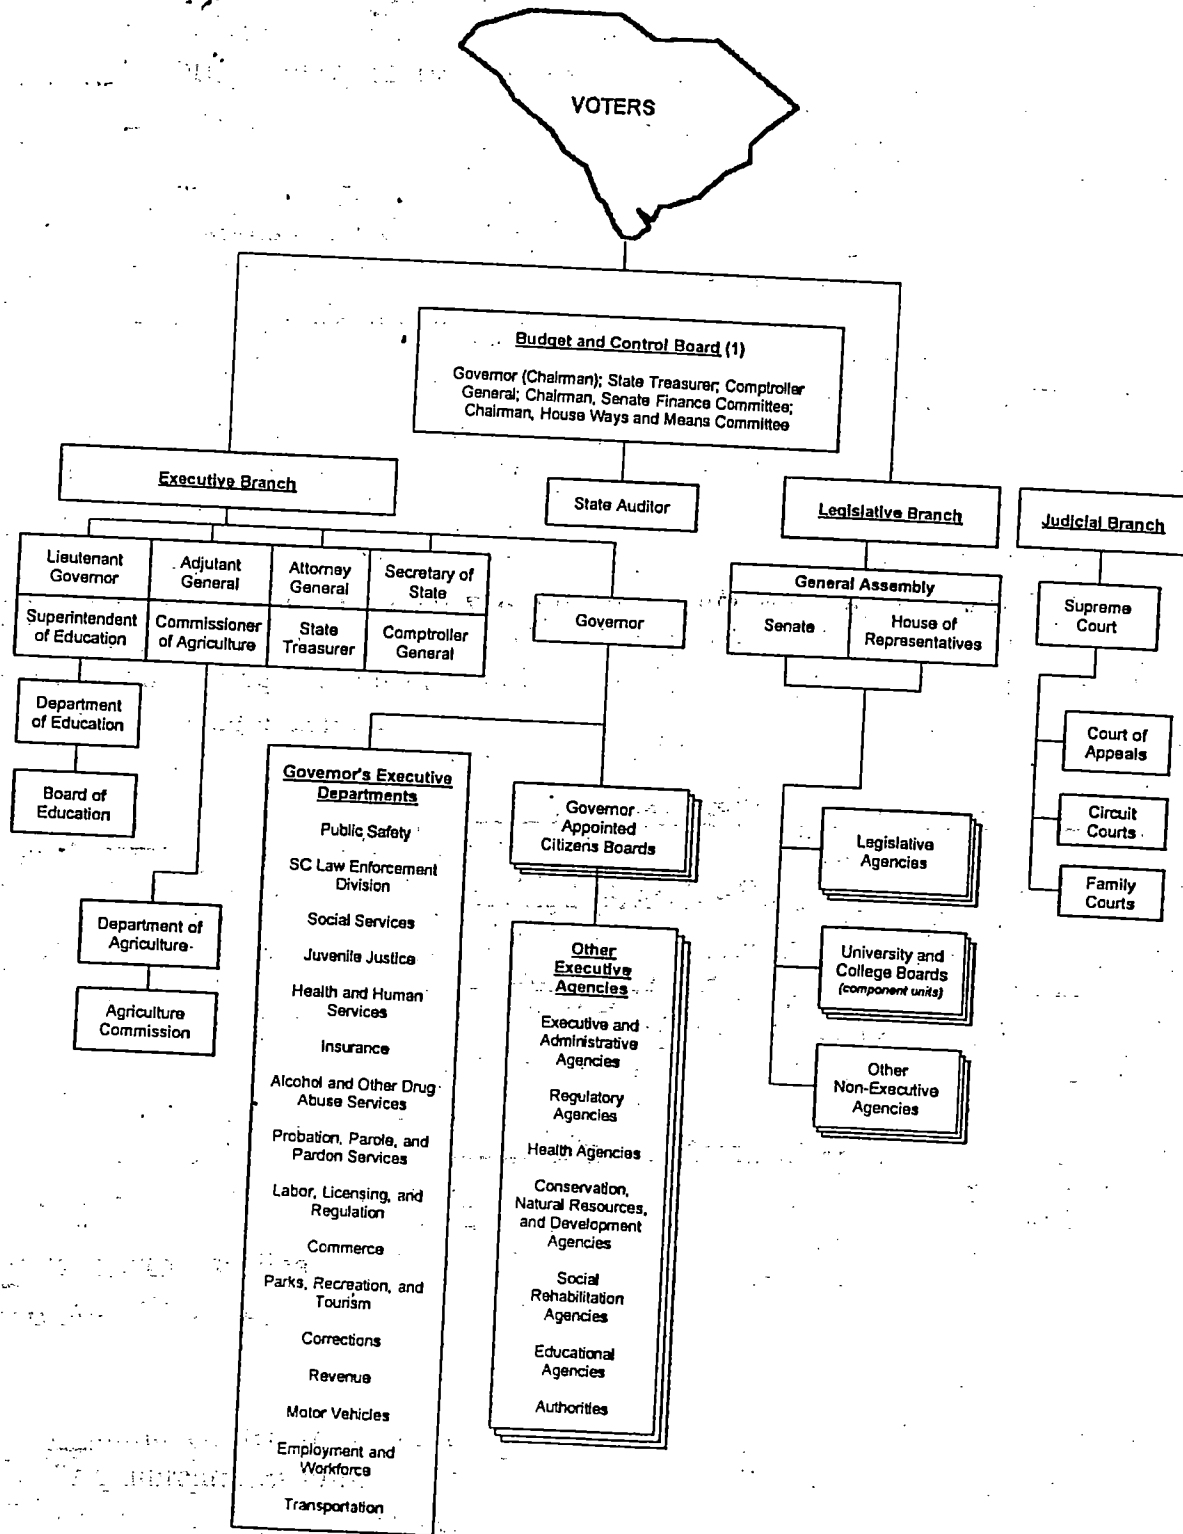 VOTERS
Budget and Control Board (1)
Governor (Chairman); State Treasurer; Comptroller
General; Chairman, Senate Finance Committee;
Chairman, House Ways and Means Committee
Executive Branch
State Auditor
Legislative Branch
Judicial Branch
Lieutenant
Governor
Adjutant
General
Attorney
General
Secretary of
State
Superintendent
of Education
Commissioner
of Agriculture
State
Treasurer
Comptroller
General
Governor
General Assembly
Senate
House of
Representatives
Supreme
Court
Department
of Education
Board of
Education
Department of
Agriculture
Agriculture
Commission
Governor's Executive
Departments
Public Safety
SC Law Enforcement
Division
Social Services
Juvenile Justice
Health and Human
Services
Insurance
Alcohol and Other Drug
Abuse Services
Probation, Parole, and
Pardon Services
Labor, Licensing, and
Regulation
Commerce
Parks, Recreation, and
Tourism
Corrections
Revenue
Motor Vehicles
Employment and
Workforce
Transportation
Governor
Appointed
Citizens Boards
Other
Executive
Agencies
Executive and
Administrative
Agencies
Regulatory
Agencies
Health Agencies
Conservation,
Natural Resources,
and Development
Agencies
Social
Rehabilitation
Agencies
Educational
Agencies
Authorities
Legislative
Agencies
University and
College Boards
(component units)
Other
Non-Executive
Agencies
Court of
Appeals
Circuit
Courts
Family
Courts